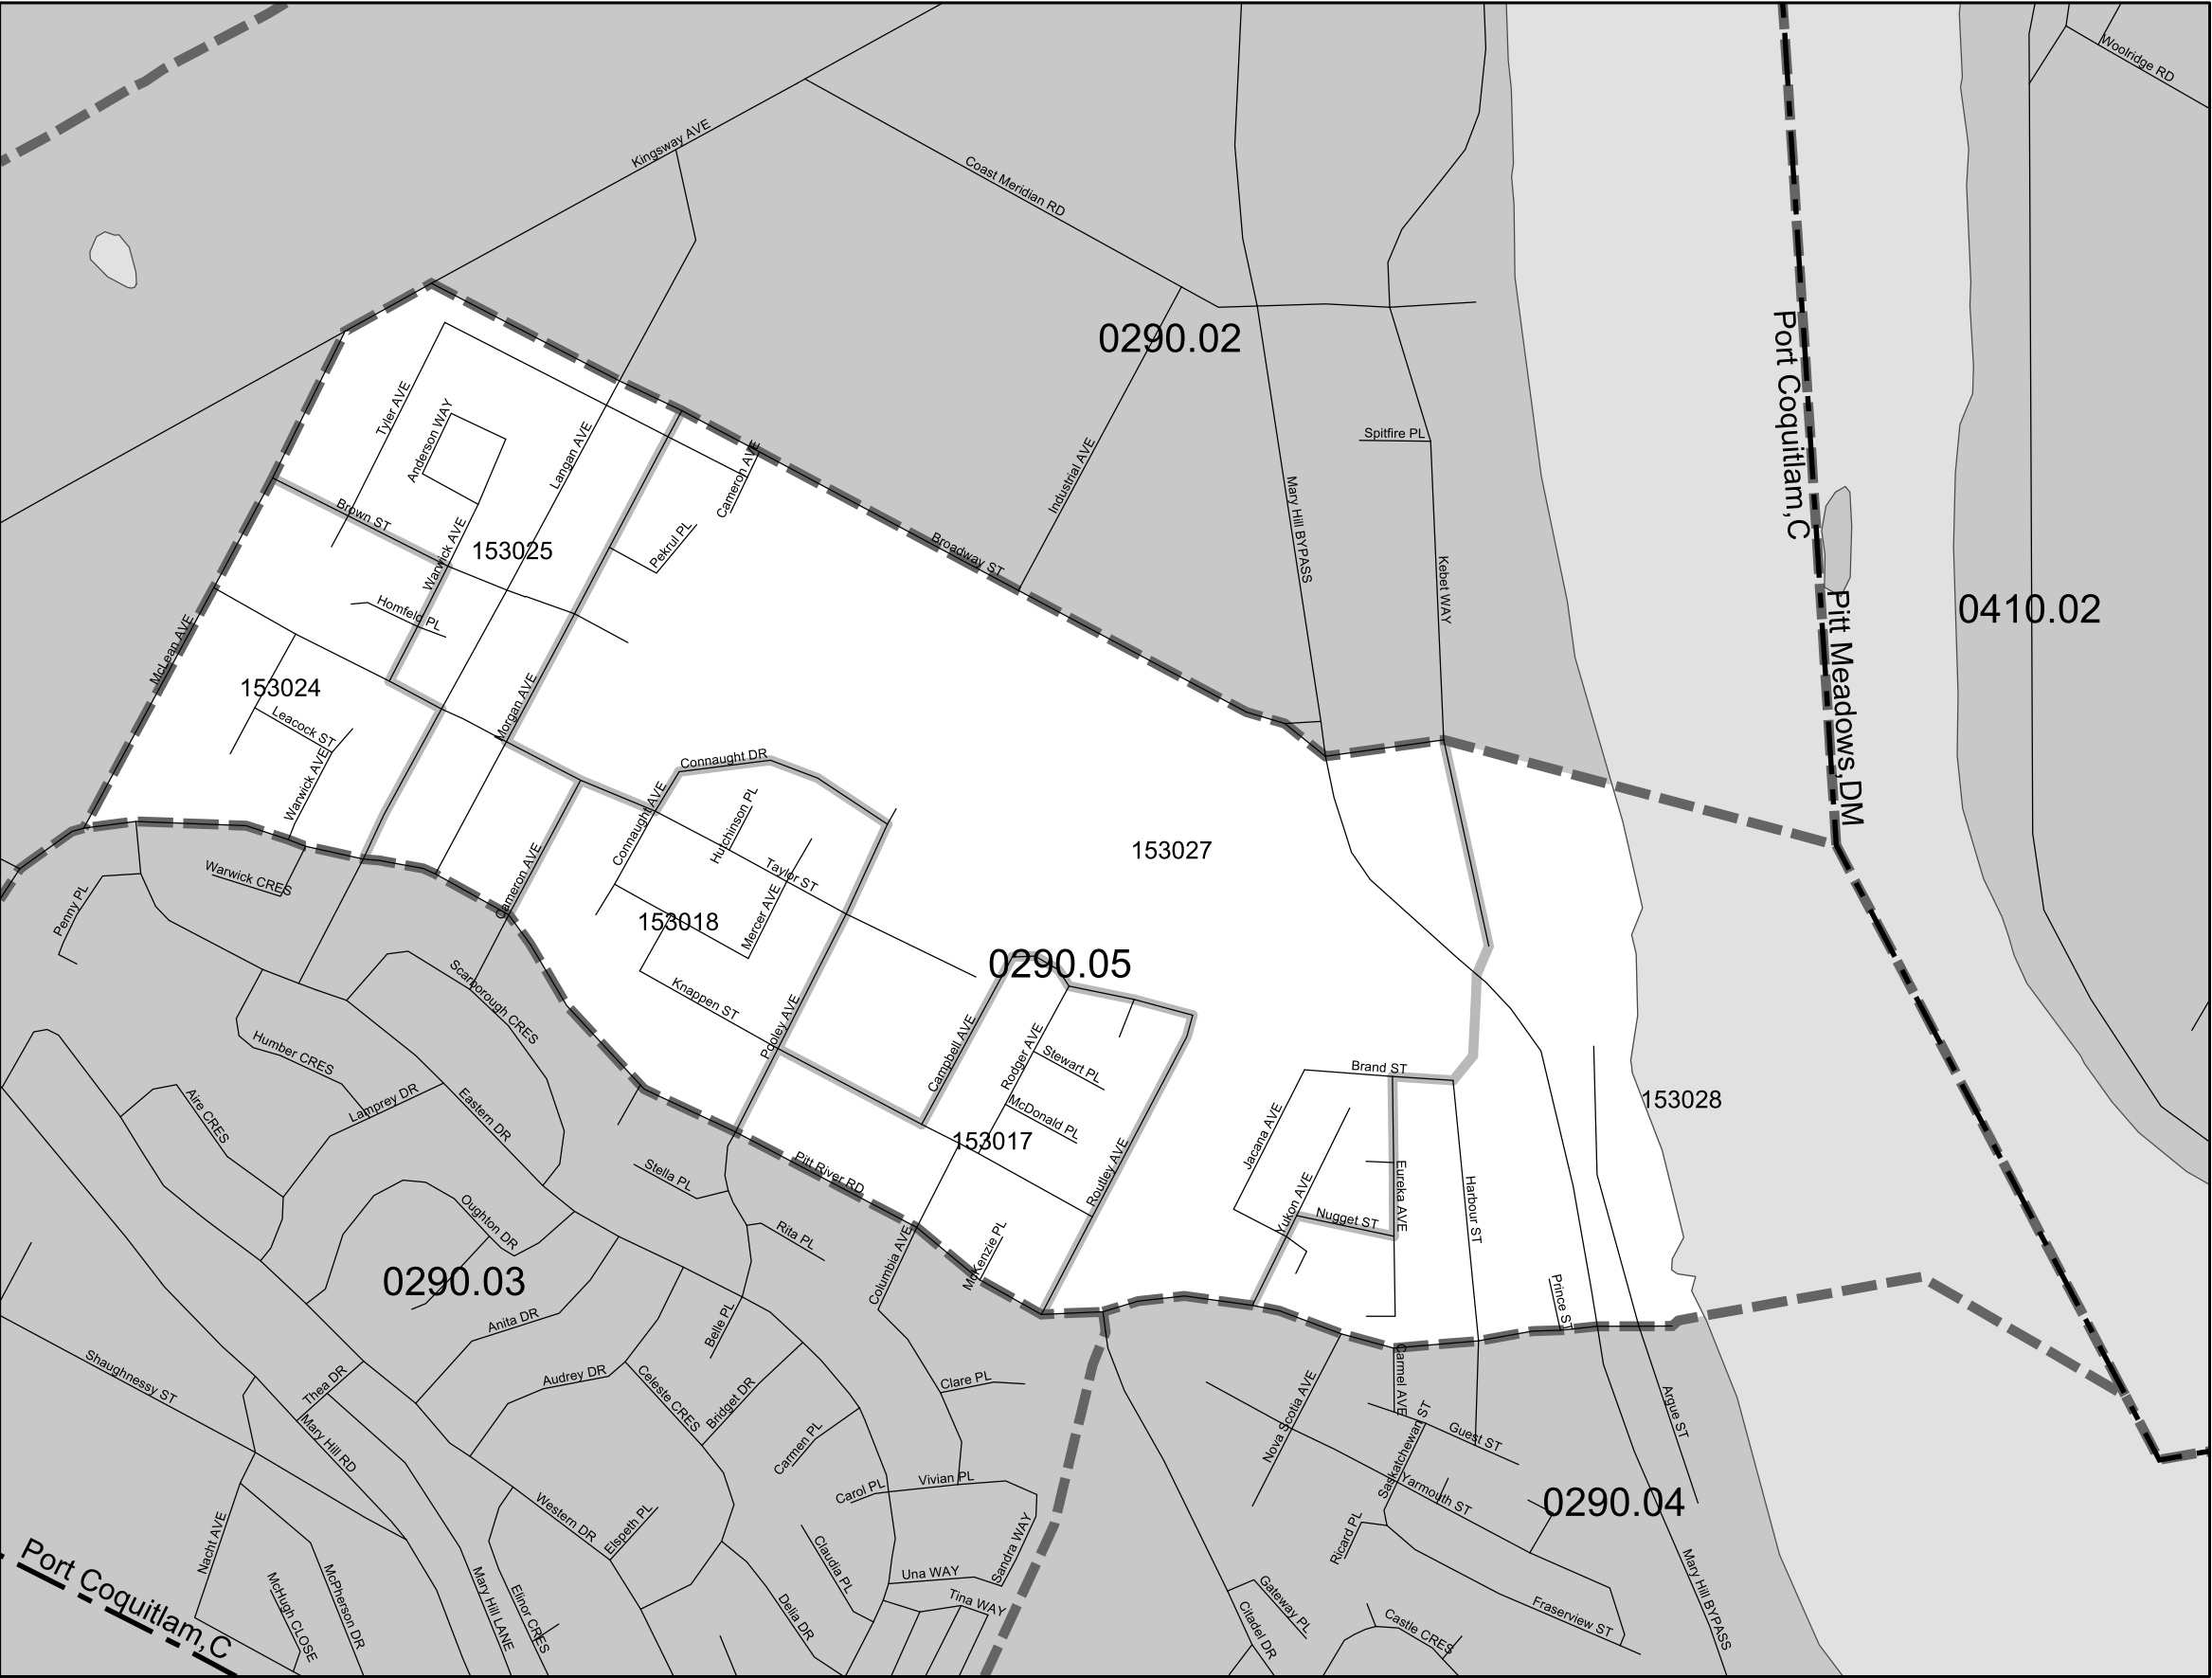 Woolridge RD
Kingsway AVE
Coast Meridian RD
0290.02
Port Coquitlam,C
Tyler AVE
Anderson WAY
Langan AVE
Cameron AVE
Spitfire PL
Industrial AVE
Mary Hill BYPASS
Brown ST
Warwick AVE
153025
Pekrul PL
Broadway ST
Kebet WAY
Pitt Meadows,DM
0410.02
Homfeld PL
McLean AVE
153024
Leacock ST
Morgan AVE
Warwick AVE
Connaught DR
Connaught AVE
Hutchinson PL
Taylor ST
153027
Warwick CRES
Penny PL
Cameron AVE
153018
Mercer AVE
0290.05
Scarborough CRES
Knappen ST
Pooley AVE
Campbell AVE
Rodger AVE
Stewart PL
Humber CRES
Lamprey DR
Aire CRES
Eastern DR
McDonald PL
Brand ST
153028
Jacana AVE
153017
Pitt River RD
Stella PL
Routley AVE
Yukon AVE
Nugget ST
Eureka AVE
Harbour ST
Oughton DR
Rita PL
Columbia AVE
McKenzie PL
0290.03
Prince ST
Anita DR
Belle PL
Shaughnessy ST
Thea DR
Audrey DR
Celeste CRES
Bridget DR
Clare PL
Carmel AVE
Nova Scotia AVE
Argue ST
Mary Hill RD
Carmen PL
Saskatchewan ST
Guest ST
Carol PL
Vivian PL
Yarmouth ST
0290.04
Western DR
Elspeth PL
Nacht AVE
Sandra WAY
Ricard PL
Claudia PL
Una WAY
Tina WAY
Port Coquitlam,C
McHugh CLOSE
McPherson DR
Mary Hill LANE
Elinor CRES
Delia DR
Gateway PL
Citadel DR
Castle CRES
Fraserview ST
Mary Hill BYPASS